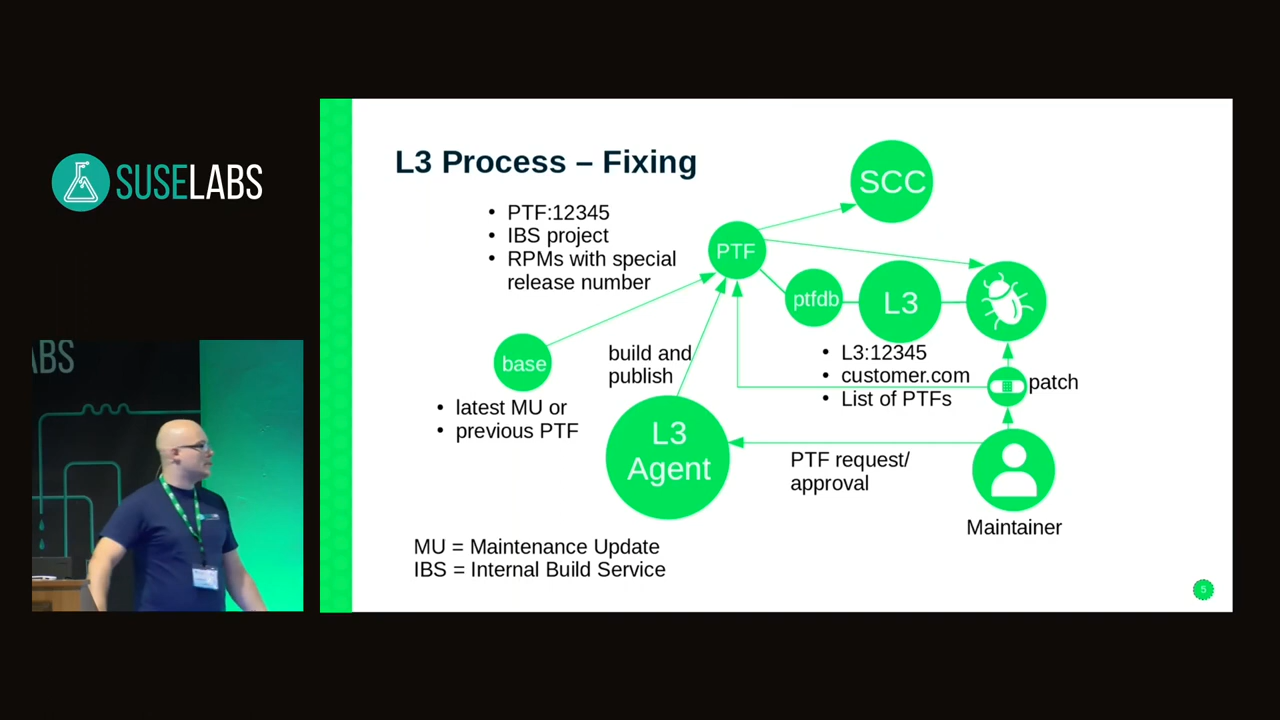 SUSELABS
ABS
L3 Process – Fixing
SCC
• PTF:12345
• IBS project
• RPMs with special
release number
PTF
ptfdb
L3
base
build and
publish
• L3:12345
• customer.com
• List of PTFs
patch
• latest MU or
• previous PTF
L3
Agent
PTF request/
approval
Maintainer
MU = Maintenance Update
IBS = Internal Build Service
5